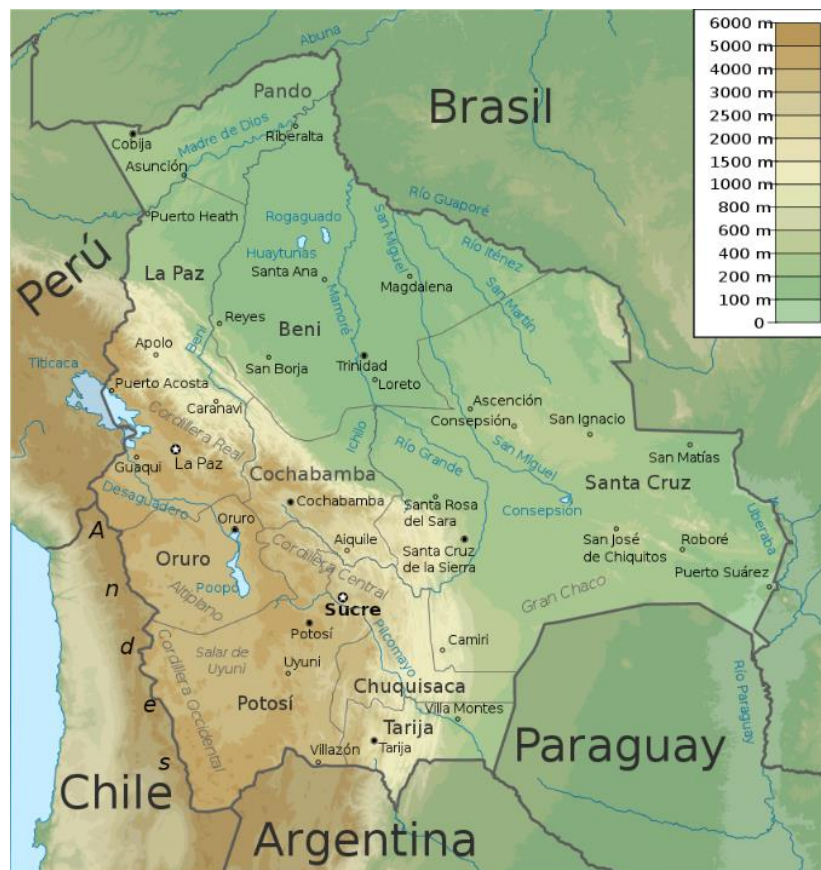 6000 m
5000 m
4000 m
3000 m
2000 m
1500 m
1000 m
800 m
600 m
400 m
200 m
100 m
0
Abuna
Pando
Brasil
Madre de Dios
Riberalta
Cobija
Asunción
Puerto Heath
Río Guaporé
Rogaguado
San Miguel
Río Iténez
Perú
La Paz
Huaytunas
Santa Ana
Magdalena
San Martín
Mamoré
Reyes
Beni
Beni
Apolo
San Borja
Trinidad
Loreto
Titicaca
Puerto Acosta
Caranavi
Cordillera Real
Ascención
Consepsión
San Ignacio
Ichilo
Río Grande
San Miguel
San Matías
Guaqui
La Paz
Cochabamba
Santa Cruz
Desaguadero
Cochabamba
Santa Rosa
del Sara
Consepsión
Uberaba
A
n
d
e
s
Oruro
Aiquile
Santa Cruz
de la Sierra
San José
de Chiquitos
Roboré
Oruro
Cordillera Central
Puerto Suárez
Altiplano
Poopó
Sucre
Gran Chaco
Potosí
Pilcomayo
Camiri
Salar de
Uyuni
Uyuni
Cordillera Occidental
Potosí
Chuquisaca
Río Paraguay
Villa Montes
Tarija
Tarija
Villazón
Paraguay
Chile
Argentina